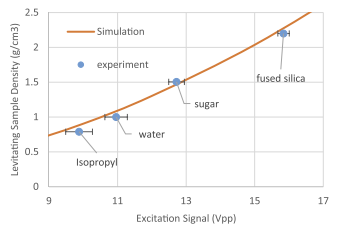 2.5
2
1.5
1
0.5
0
Levitating Sample Density (g/cm3)
Simulation
experiment
fused silica
sugar
water
Isopropyl
9 11 13 15 17
Excitation Signal (Vpp)